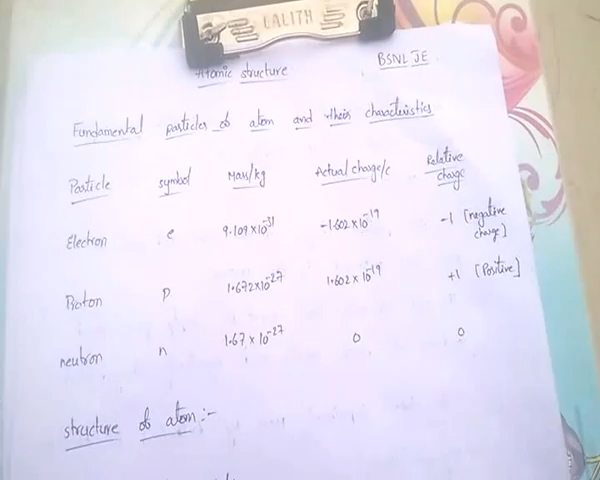 LALITH
Atomic structure
BSNL JE
Fundamental particles of atom and their characteristics
Particle symbol Mass/kg Actual charge/c Relative charge
Electron e 9.109 x 10^-31 -1.602 x 10^-19 -1 [negative charge]
Proton p 1.672 x 10^-27 1.602 x 10^-19 +1 [Positive]
neutron n 1.67 x 10^-27 0 0
structure of atom :-